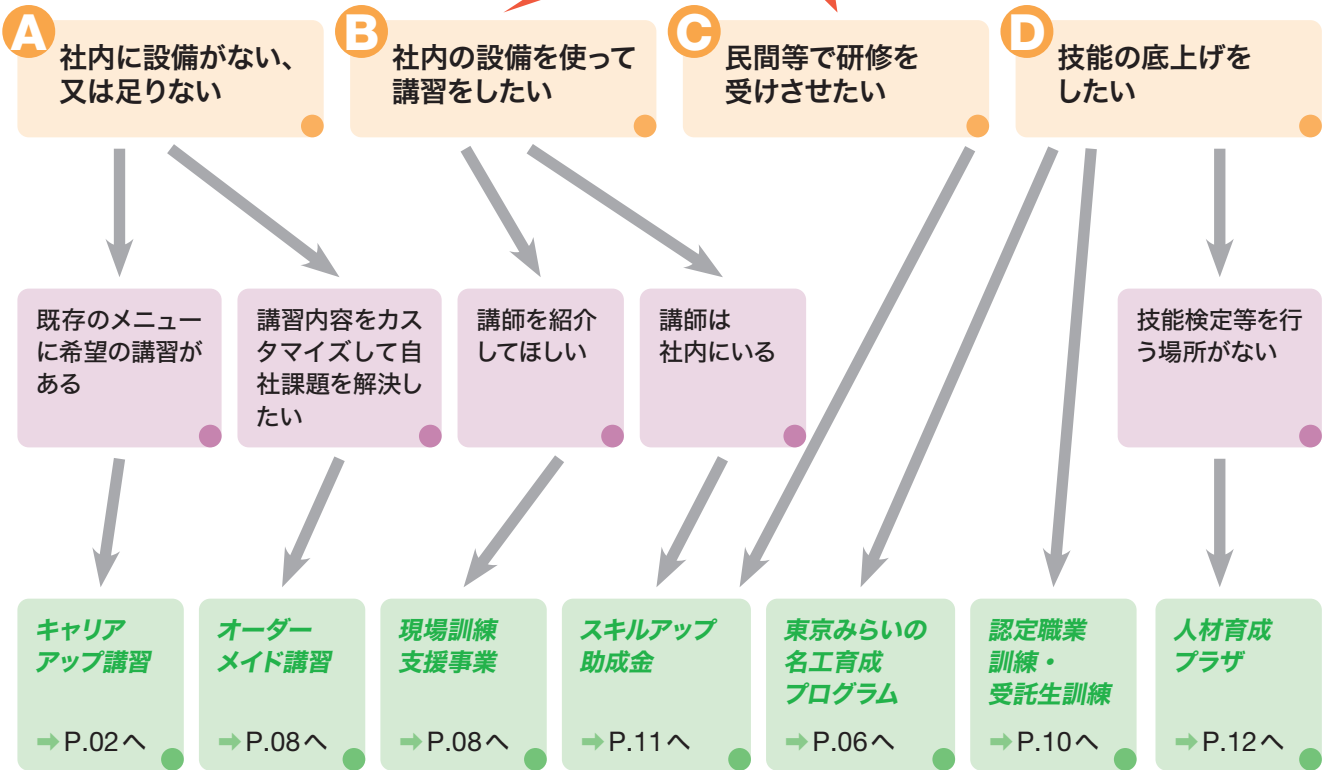 A
社内に設備がない、
又は足りない
B
社内の設備を使って
講習をしたい
C
民間等で研修を
受けさせたい
D
技能の底上げを
したい
既存のメニュー
に希望の講習が
ある
講習内容をカス
タマイズして自
社課題を解決し
たい
講師を紹介
してほしい
講師は
社内にいる
技能検定等を行
う場所がない
キャリア
アップ講習
➡P.02へ
オーダー
メイド講習
➡P.08へ
現場訓練
支援事業
➡P.08へ
スキルアップ
助成金
➡P.11へ
東京みらいの
名工育成
プログラム
➡P.06へ
認定職業
訓練・
受託生訓練
➡P.10へ
人材育成
プラザ
➡P.12へ